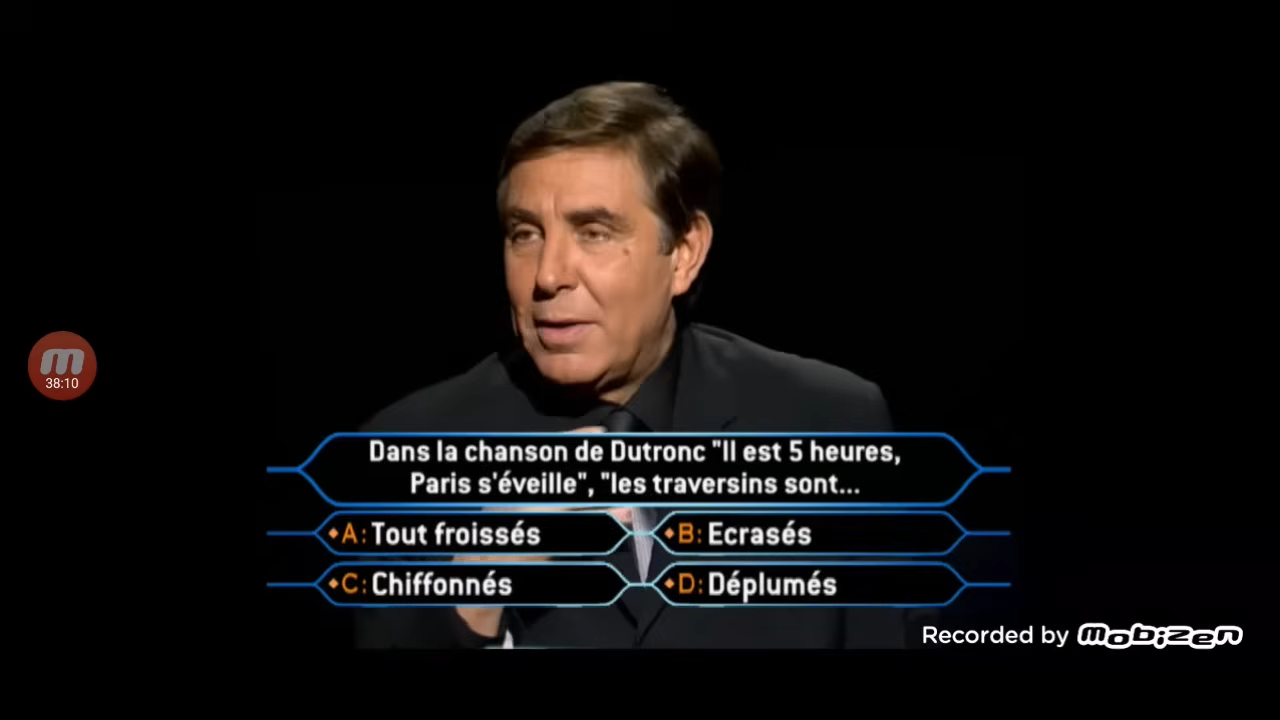 38:10
Dans la chanson de Dutronc "Il est 5 heures,
Paris s'éveille", "les traversins sont...
A: Tout froissés
B: Ecrasés
C: Chiffonnés
D: Déplumés
Recorded by Mobizen